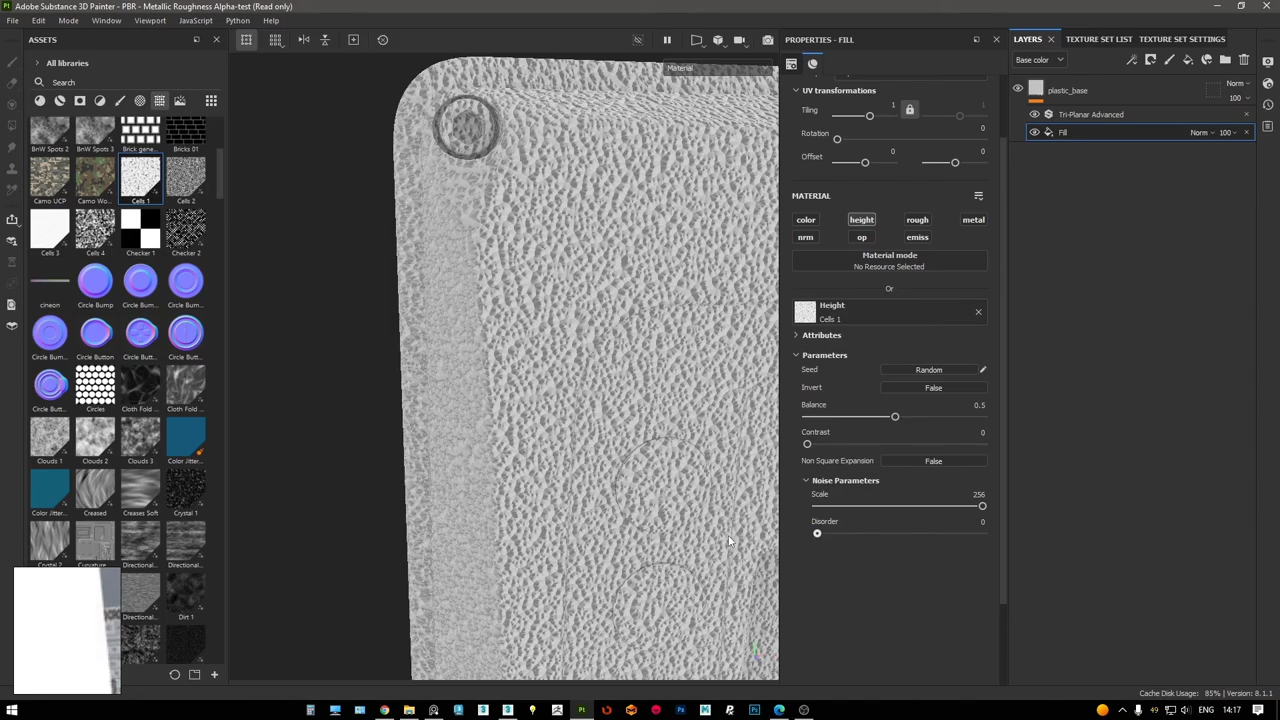 Adobe Substance 3D Painter - PBR - Metallic Roughness Alpha-test (Read only)
File Edit Mode Window Viewport JavaScript Python Help
ASSETS
All libraries
Search
BnW Spots 2 BnW Spots 3 Brick gene... Bricks 01
Camo UCP Camo Wo... Cells 1 Cells 2
Cells 3 Cells 4 Checker 1 Checker 2
cineon Circle Bump Circle Bum... Circle Bum...
Circle Bum... Circle Button Circle Butt... Circle Butt...
Circle Butt... Circles Cloth Fold ... Cloth Fold ...
Clouds 1 Clouds 2 Clouds 3 Color Jitter...
Color Jitter... Creased Creases Soft Crystal 1
Crystal 2 Curvature Directional... Directional...
Directional... Dirt 1
Material
PROPERTIES - FILL
UV transformations
Tiling 1 1
Rotation 0
Offset 0 0
MATERIAL
color height rough metal
nrm op emiss
Material mode
No Resource Selected
Or
Height
Cells 1
Attributes
Parameters
Seed Random
Invert False
Balance 0.5
Contrast 0
Non Square Expansion False
Noise Parameters
Scale 256
Disorder 0
LAYERS TEXTURE SET LIST TEXTURE SET SETTINGS
Base color
plastic_base Norm 100
Tri-Planar Advanced
Fill Norm 100
Cache Disk Usage: 85% | Version: 8.1.1
49 ENG 14:17